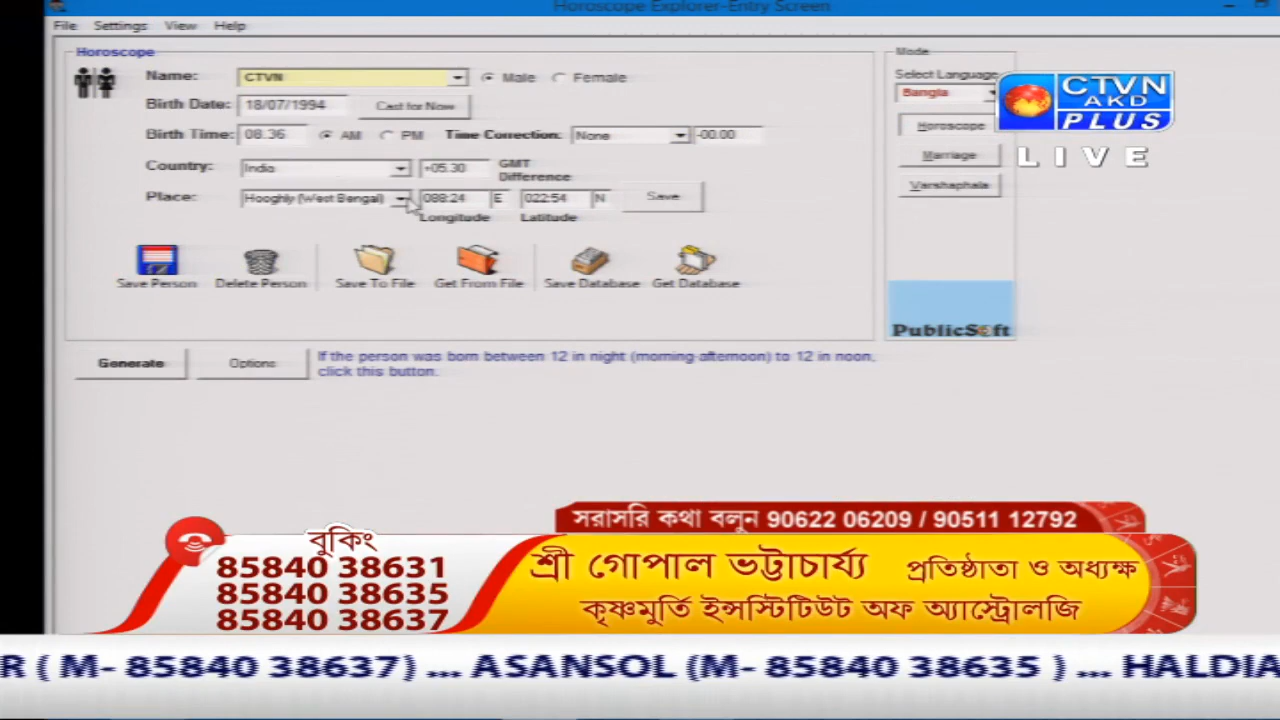 Horoscope Explorer-Entry Screen
File Settings View Help
Horoscope
Name: CTVN Male Female
Birth Date: 18/07/1994 Cast for Now
Birth Time: 08.36 AM PM Time Correction: None -00.00
Country: India +05.30 GMT Difference
Place: Hooghly (West Bengal) 088:24 E 022:54 N Save
Longitude Latitude
Save Person Delete Person Save To File Get From File Save Database Get Database
Mode
Select Language
Bangla
Horoscope
Marriage
Varshaphala
PublicSoft
CTVN
AKD
PLUS
LIVE
Generate Options If the person was born between 12 in night (morning-afternoon) to 12 in noon,
click this button.
সরাসরি কথা বলুন 90622 06209 / 90511 12792
বুকিং
85840 38631
85840 38635
85840 38637
শ্রী গোপাল ভট্টাচার্য্য প্রতিষ্ঠাতা ও অধ্যক্ষ
কৃষ্ণমুর্তি ইন্সস্টিটিউট অফ অ্যাস্ট্রোলজি
R ( M- 85840 38637) ... ASANSOL (M- 85840 38635 ) ... HALDIA